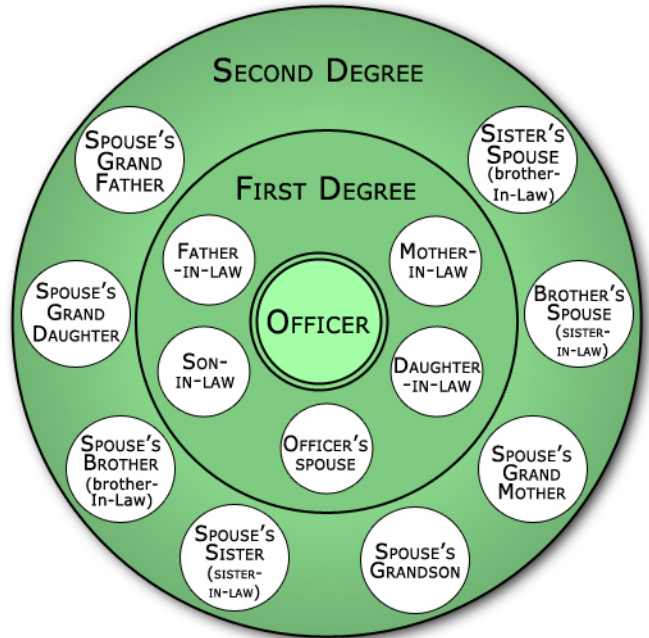 SECOND DEGREE
SPOUSE'S
GRAND
FATHER
SISTER'S
SPOUSE
(brother-
In-Law)
FIRST DEGREE
FATHER
-IN-LAW
MOTHER-
IN-LAW
SPOUSE'S
GRAND
DAUGHTER
OFFICER
BROTHER'S
SPOUSE
(SISTER-
IN-LAW)
SON-
IN-LAW
DAUGHTER
-IN-LAW
SPOUSE'S
BROTHER
(brother-
In-Law)
OFFICER'S
SPOUSE
SPOUSE'S
GRAND
MOTHER
SPOUSE'S
SISTER
(SISTER-
IN-LAW)
SPOUSE'S
GRANDSON